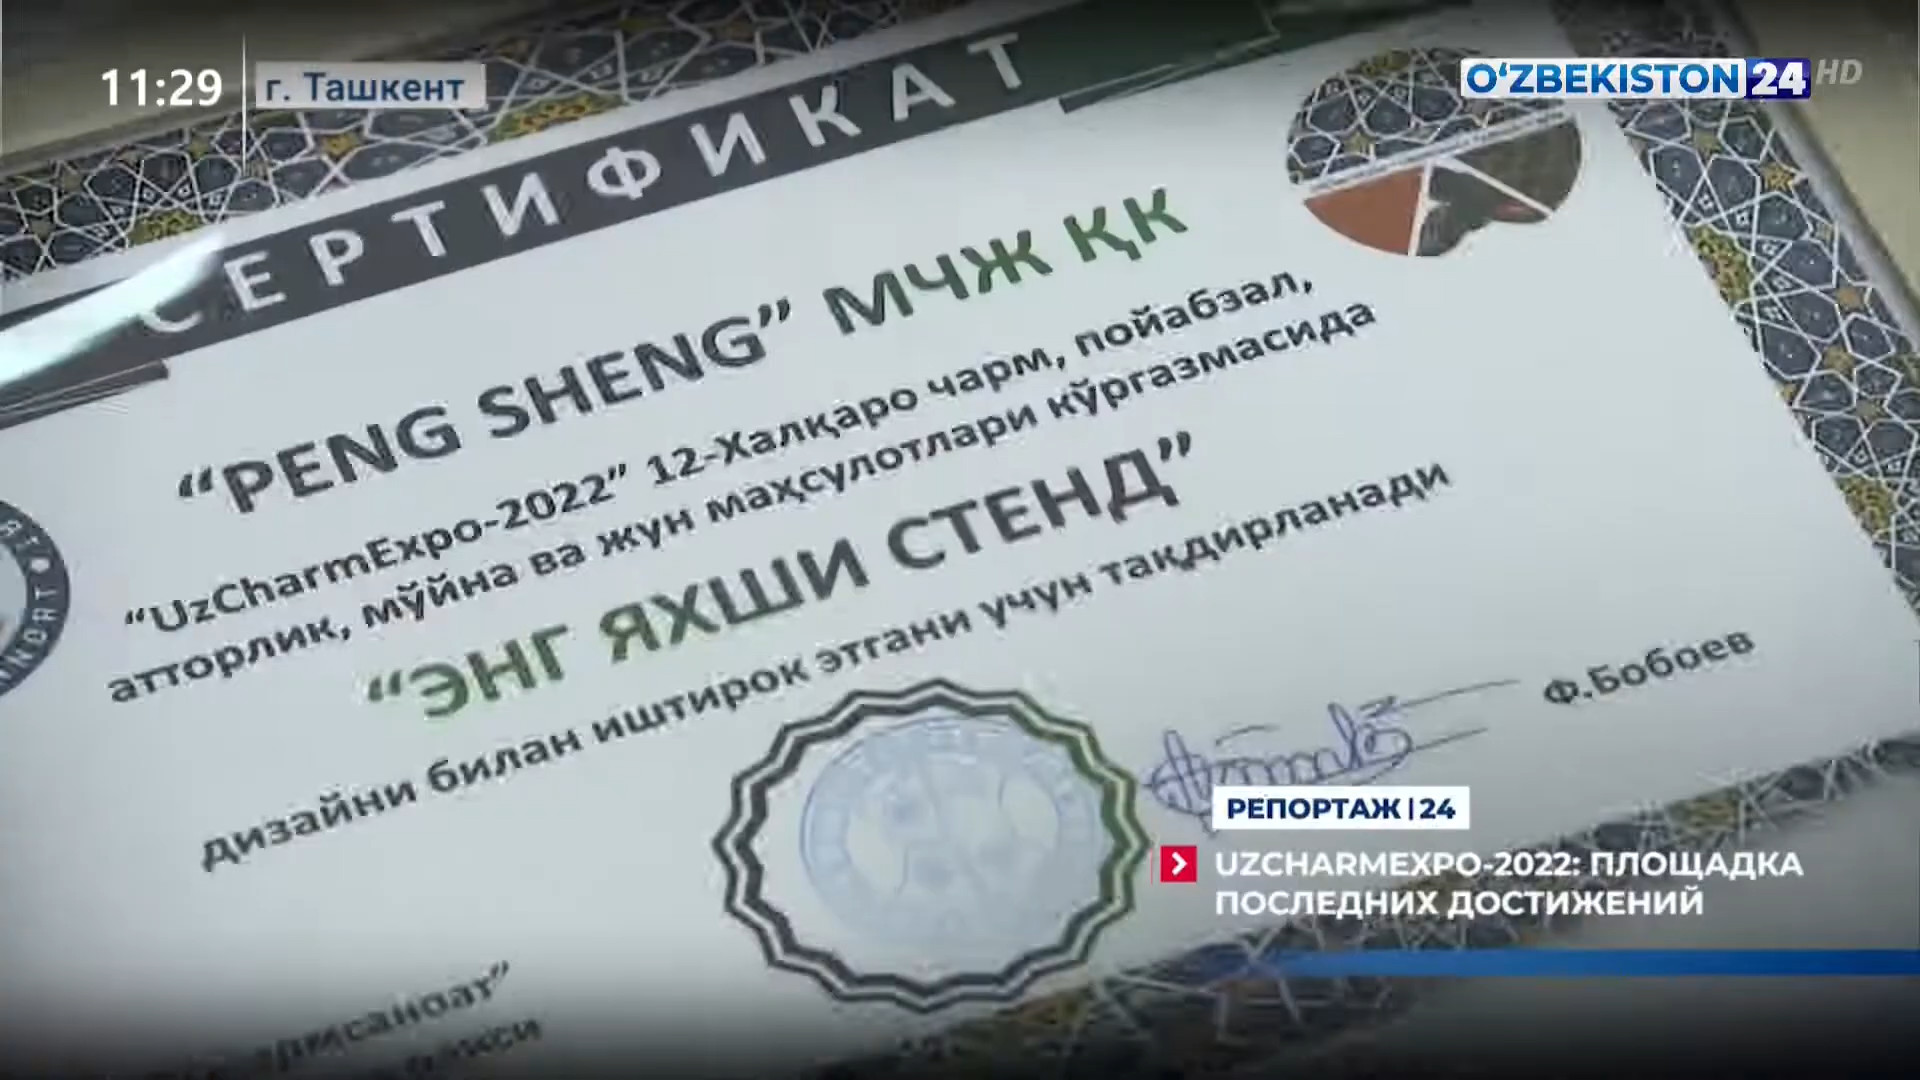 11:29
г. Ташкент
O‘ZBEKISTON 24 HD
СЕРТИФИКАТ
“PENG SHENG” МЧЖ ҚК
“UzCharmExpo-2022” 12-Халқаро чарм, пойабзал,
атторлик, мўйна ва жун маҳсулотлари кўргазмасида
“ЭНГ ЯХШИ СТЕНД”
дизайни билан иштирок этгани учун тақдирланади
Ф.Бобоев
РЕПОРТАЖ|24
UZCHARMEXPO-2022: ПЛОЩАДКА
ПОСЛЕДНИХ ДОСТИЖЕНИЙ